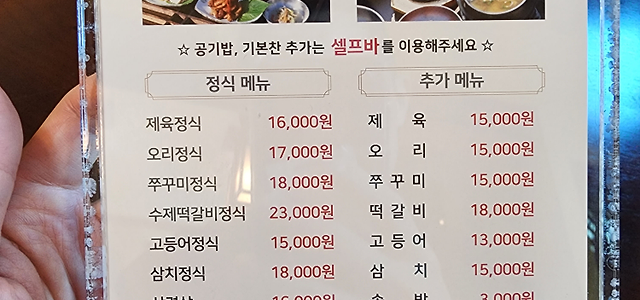 ☆ 공기밥, 기본찬 추가는 셀프바를 이용해주세요 ☆
정식 메뉴
제육정식 16,000원
오리정식 17,000원
쭈꾸미정식 18,000원
수제떡갈비정식 23,000원
고등어정식 15,000원
삼치정식 18,000원
추가 메뉴
제 육 15,000원
오 리 15,000원
쭈 꾸 미 15,000원
떡 갈 비 18,000원
고 등 어 13,000원
삼 치 15,000원
3,000원